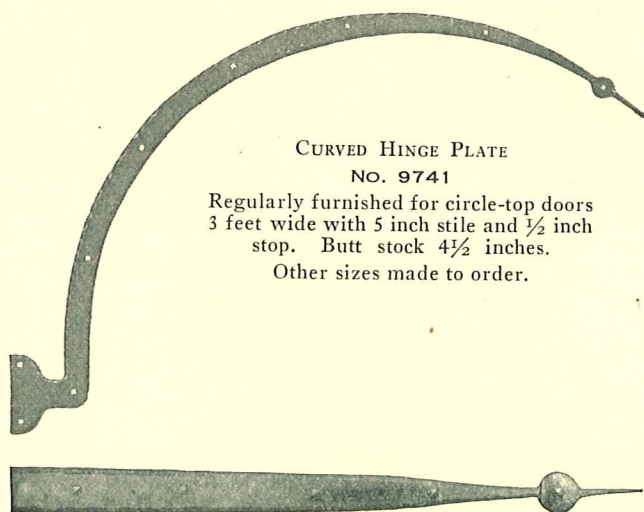 CURVED HINGE PLATE
NO. 9741
Regularly furnished for circle-top doors
3 feet wide with 5 inch stile and ½ inch
stop. Butt stock 4½ inches.
Other sizes made to order.